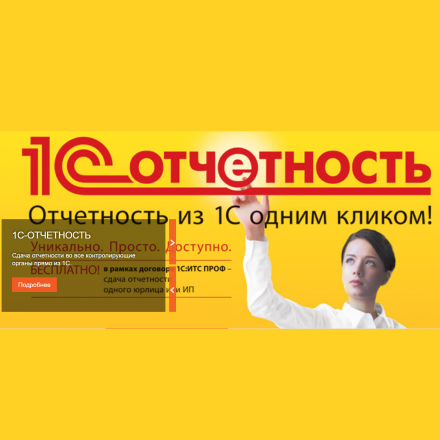 1С-ОТЧЕТНОСТЬ
Отчетность из 1С одним кликом!
1С-ОТЧЕТНОСТЬ
Уникально. Просто. Доступно.
Сдача отчетности во все контролирующие
органы прямо из 1С.
БЕСПЛАТНО! в рамках договора 1С:ИТС ПРОФ –
сдача отчетности
Подробнее
одного юрлица или ИП